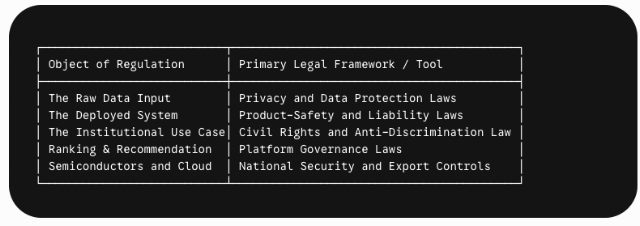 Object of Regulation Primary Legal Framework / Tool
The Raw Data Input Privacy and Data Protection Laws
The Deployed System Product-Safety and Liability Laws
The Institutional Use Case Civil Rights and Anti-Discrimination Law
Ranking & Recommendation Platform Governance Laws
Semiconductors and Cloud National Security and Export Controls